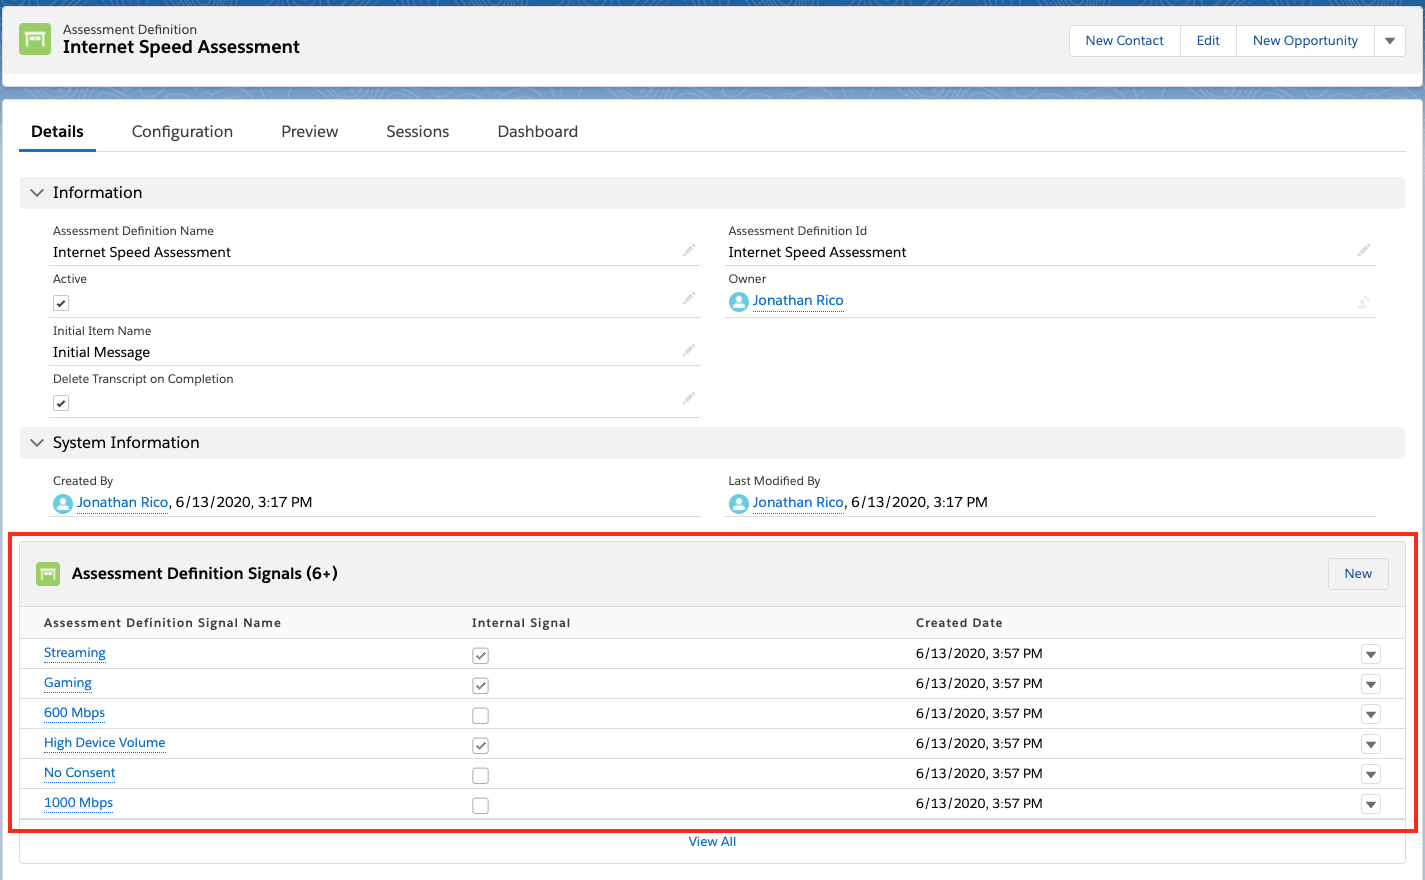 Assessment Definition
Internet Speed Assessment
New Contact Edit New Opportunity
Details Configuration Preview Sessions Dashboard
Information
Assessment Definition Name Assessment Definition Id
Internet Speed Assessment Internet Speed Assessment
Active Owner
Jonathan Rico
Initial Item Name
Initial Message
Delete Transcript on Completion
System Information
Created By Last Modified By
Jonathan Rico, 6/13/2020, 3:17 PM Jonathan Rico, 6/13/2020, 3:17 PM
Assessment Definition Signals (6+) New
Assessment Definition Signal Name Internal Signal Created Date
Streaming 6/13/2020, 3:57 PM
Gaming 6/13/2020, 3:57 PM
600 Mbps 6/13/2020, 3:57 PM
High Device Volume 6/13/2020, 3:57 PM
No Consent 6/13/2020, 3:57 PM
1000 Mbps 6/13/2020, 3:57 PM
View All